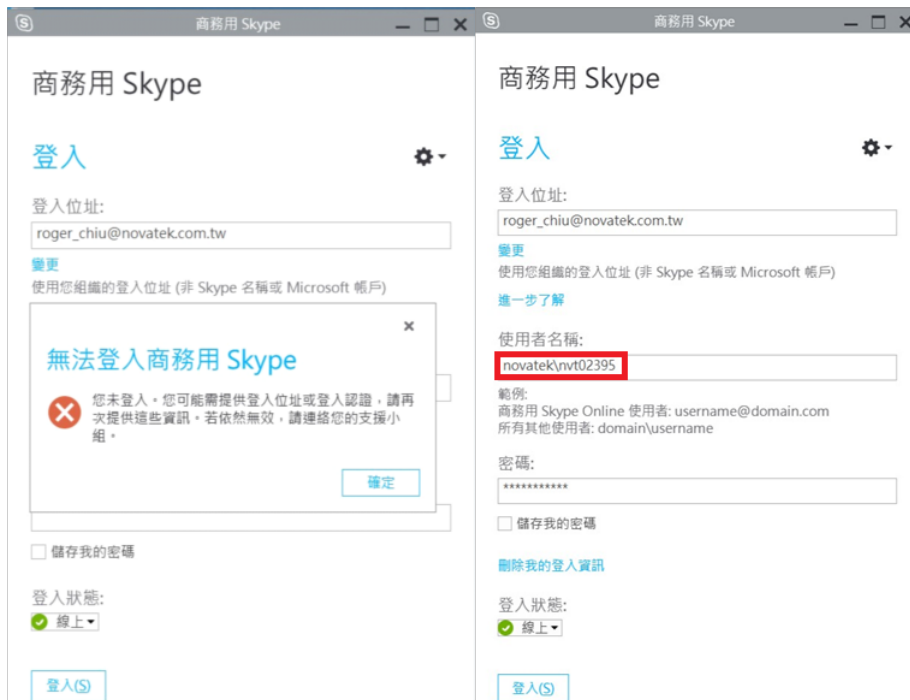 商務用 Skype
商務用 Skype
登入
登入位址:
roger_chiu@novatek.com.tw
變更
使用您組織的登入位址 (非 Skype 名稱或 Microsoft 帳戶)
無法登入商務用 Skype
您未登入。您可能需提供登入位址或登入認證，請再
次提供這些資訊。若依然無效，請連絡您的支援小
組。
確定
儲存我的密碼
登入狀態:
線上
登入(S)
商務用 Skype
商務用 Skype
登入
登入位址:
roger_chiu@novatek.com.tw
變更
使用您組織的登入位址 (非 Skype 名稱或 Microsoft 帳戶)
進一步了解
使用者名稱:
novatek\nvt02395
範例:
商務用 Skype Online 使用者: username@domain.com
所有其他使用者: domain\username
密碼:
***********
儲存我的密碼
刪除我的登入資訊
登入狀態:
線上
登入(S)